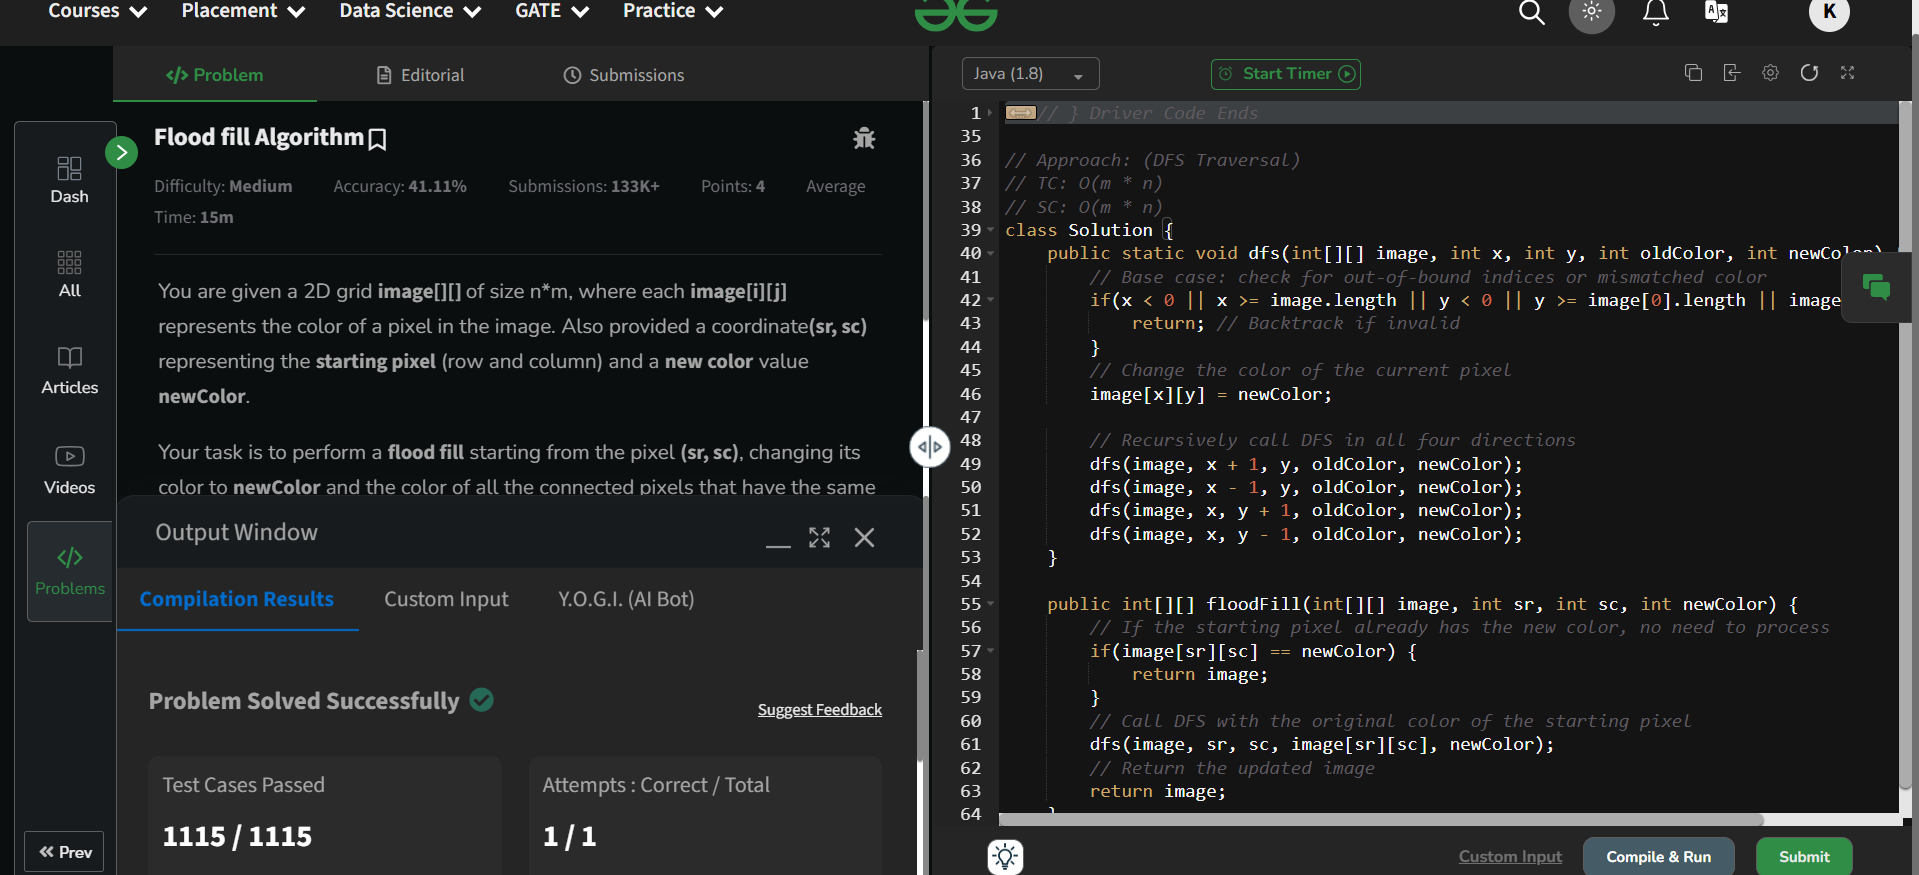 Courses
Placement
Data Science
GATE
Practice
K
Problem
Editorial
Submissions
Dash
All
Articles
Videos
Problems
Prev
Flood fill Algorithm
Difficulty: Medium Accuracy: 41.11% Submissions: 133K+ Points: 4 Average
Time: 15m
You are given a 2D grid image[][] of size n*m, where each image[i][j]
represents the color of a pixel in the image. Also provided a coordinate(sr, sc)
representing the starting pixel (row and column) and a new color value
newColor.
Your task is to perform a flood fill starting from the pixel (sr, sc), changing its
color to newColor and the color of all the connected pixels that have the same
Output Window
Compilation Results
Custom Input
Y.O.G.I. (AI Bot)
Problem Solved Successfully
Suggest Feedback
Test Cases Passed
1115 / 1115
Attempts : Correct / Total
1 / 1
Java (1.8)
Start Timer
1 // } Driver Code Ends
35
36 // Approach: (DFS Traversal)
37 // TC: O(m * n)
38 // SC: O(m * n)
39 class Solution {
40 public static void dfs(int[][] image, int x, int y, int oldColor, int newColor)
41 // Base case: check for out-of-bound indices or mismatched color
42 if(x < 0 || x >= image.length || y < 0 || y >= image[0].length || image
43 return; // Backtrack if invalid
44 }
45 // Change the color of the current pixel
46 image[x][y] = newColor;
47
48 // Recursively call DFS in all four directions
49 dfs(image, x + 1, y, oldColor, newColor);
50 dfs(image, x - 1, y, oldColor, newColor);
51 dfs(image, x, y + 1, oldColor, newColor);
52 dfs(image, x, y - 1, oldColor, newColor);
53 }
54
55 public int[][] floodFill(int[][] image, int sr, int sc, int newColor) {
56 // If the starting pixel already has the new color, no need to process
57 if(image[sr][sc] == newColor) {
58 return image;
59 }
60 // Call DFS with the original color of the starting pixel
61 dfs(image, sr, sc, image[sr][sc], newColor);
62 // Return the updated image
63 return image;
64 }
Custom Input
Compile & Run
Submit